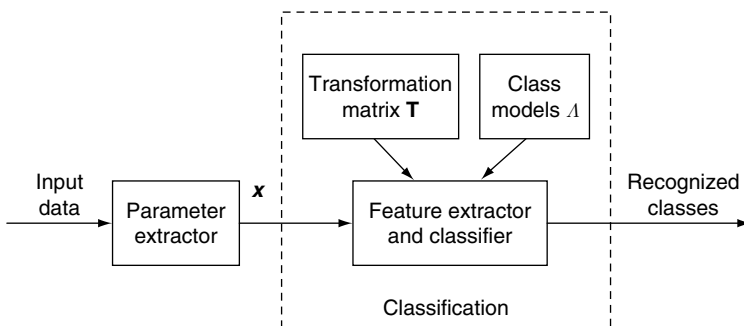 Transformation
matrix T
Class
models Λ
Input
data
Parameter
extractor
x
Feature extractor
and classifier
Recognized
classes
Classification